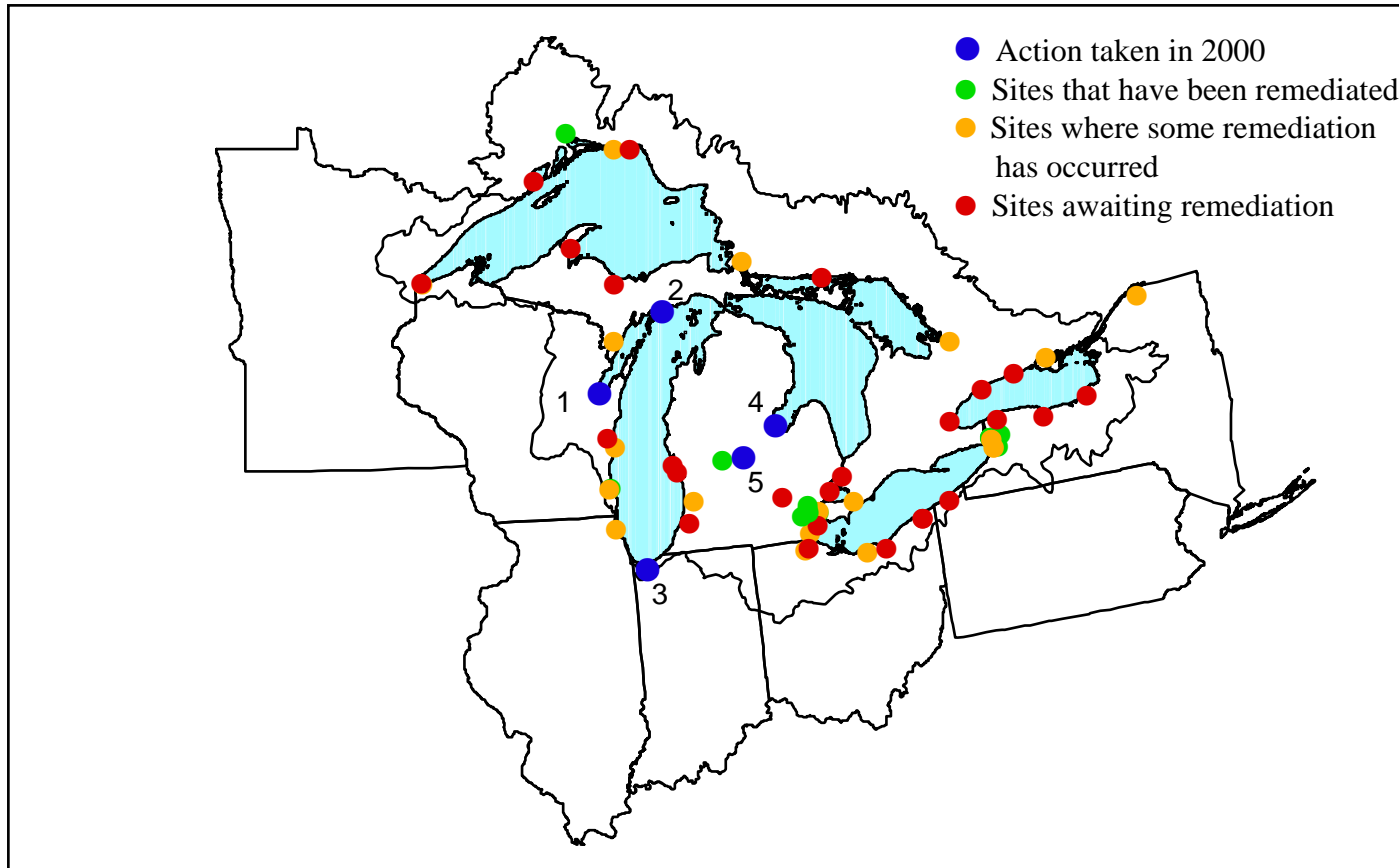 Action taken in 2000
Sites that have been remediated
Sites where some remediation
has occurred
Sites awaiting remediation
2
1
4
5
3